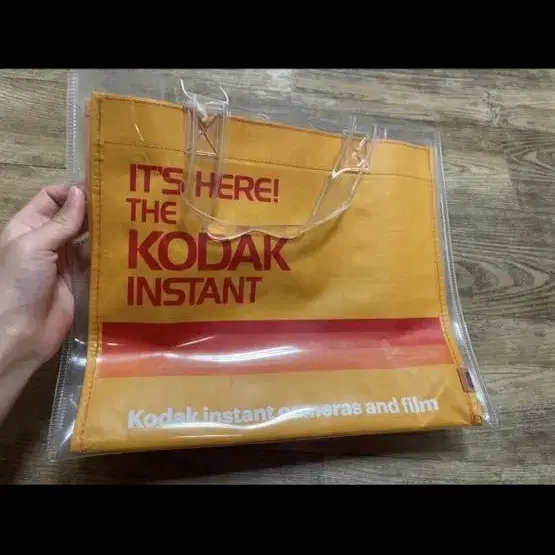 IT'S HERE!
THE
KODAK
INSTANT
Kodak instant cameras and film